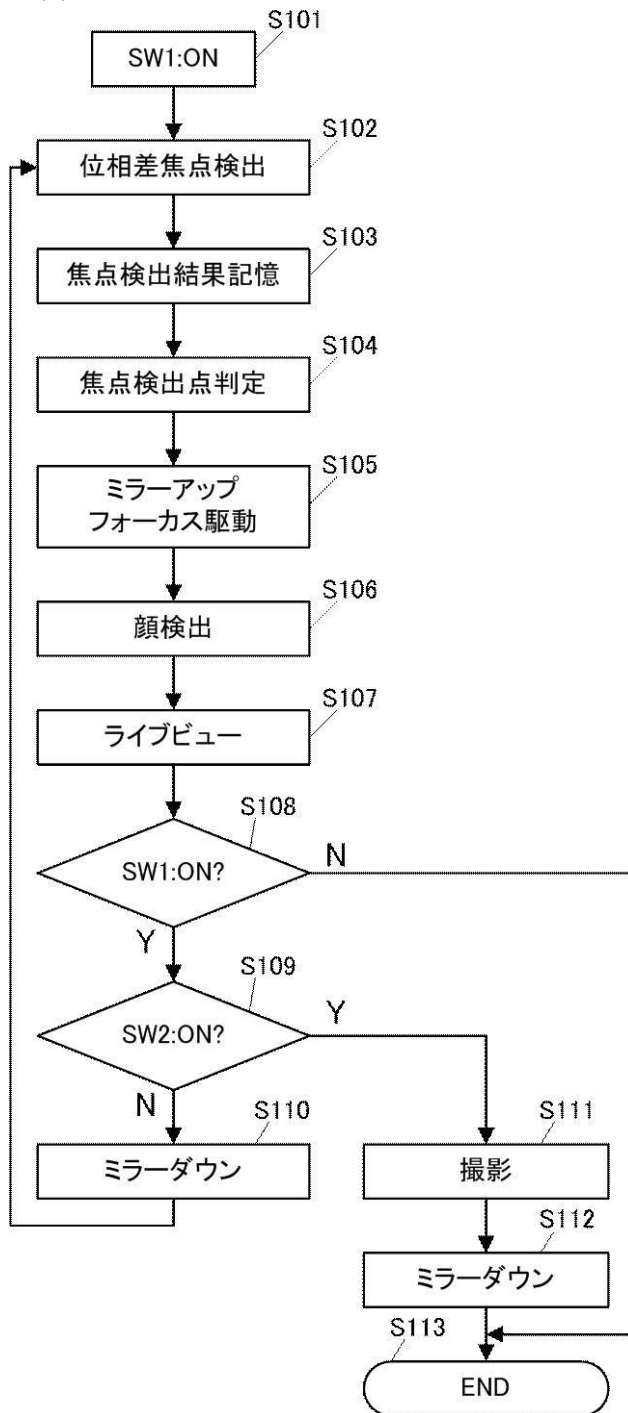 S101
SW1:ON
S102
位相差焦点検出
S103
焦点検出結果記憶
S104
焦点検出点判定
S105
ミラーアップ
フォーカス駆動
S106
顔検出
S107
ライブビュー
S108
SW1:ON?
N
Y
S109
SW2:ON?
Y
N
S110
ミラーダウン
S111
撮影
S112
ミラーダウン
S113
END